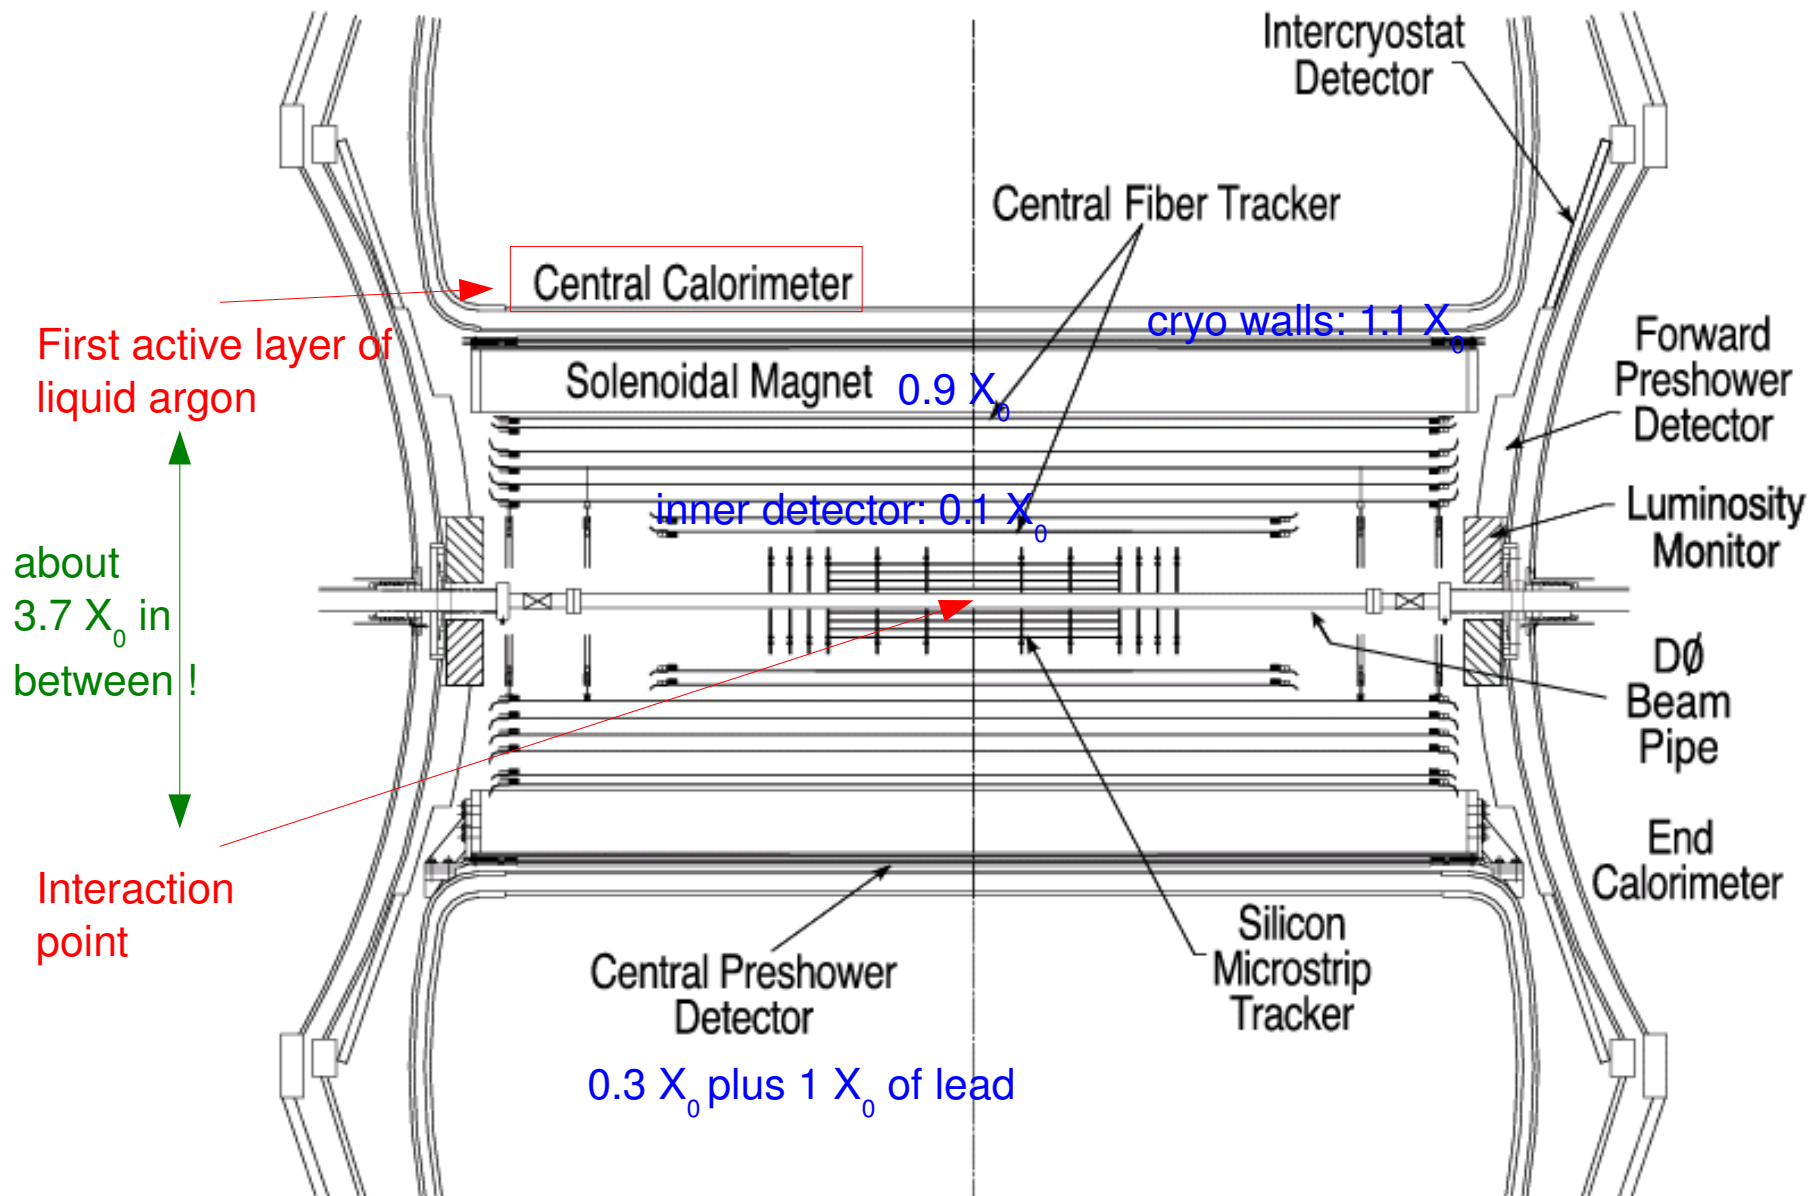 Intercryostat
Detector
Central Fiber Tracker
Central Calorimeter
cryo walls: 1.1 X₀
First active layer of
liquid argon
Solenoidal Magnet 0.9 X₀
Forward
Preshower
Detector
inner detector: 0.1 X₀
Luminosity
Monitor
about
3.7 X₀ in
between !
DØ
Beam
Pipe
End
Calorimeter
Interaction
point
Silicon
Microstrip
Tracker
Central Preshower
Detector
0.3 X₀ plus 1 X₀ of lead